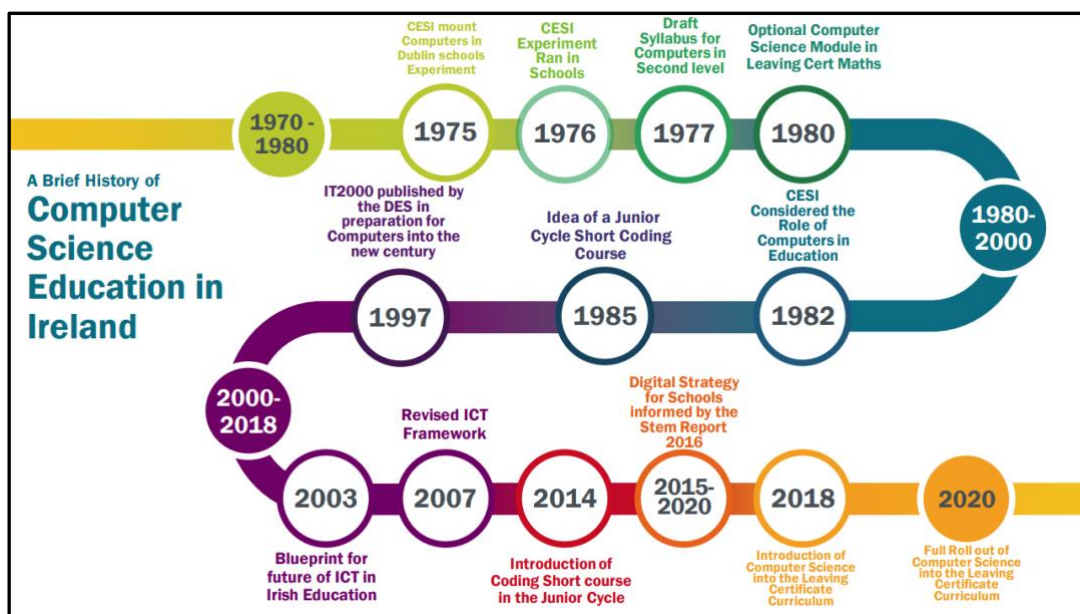 A Brief History of
Computer
Science
Education in
Ireland
1970 -
1980
CESI mount
Computers in
Dublin schools
Experiment
1975
CESI
Experiment
Ran in
Schools
1976
Draft
Syllabus for
Computers in
Second level
1977
Optional Computer
Science Module in
Leaving Cert Maths
1980
1980-
2000
CESI
Considered the
Role of
Computers in
Education
1982
Idea of a Junior
Cycle Short Coding
Course
1985
IT2000 published by
the DES in
preparation for
Computers into the
new century
1997
2000-
2018
2003
Blueprint for
future of ICT in
Irish Education
Revised ICT
Framework
2007
2014
Introduction of
Coding Short course
in the Junior Cycle
Digital Strategy
for Schools
informed by the
Stem Report
2016
2015-
2020
2018
Introduction of
Computer Science
into the Leaving
Certificate
Curriculum
2020
Full Roll out of
Computer Science
into the Leaving
Certificate
Curriculum